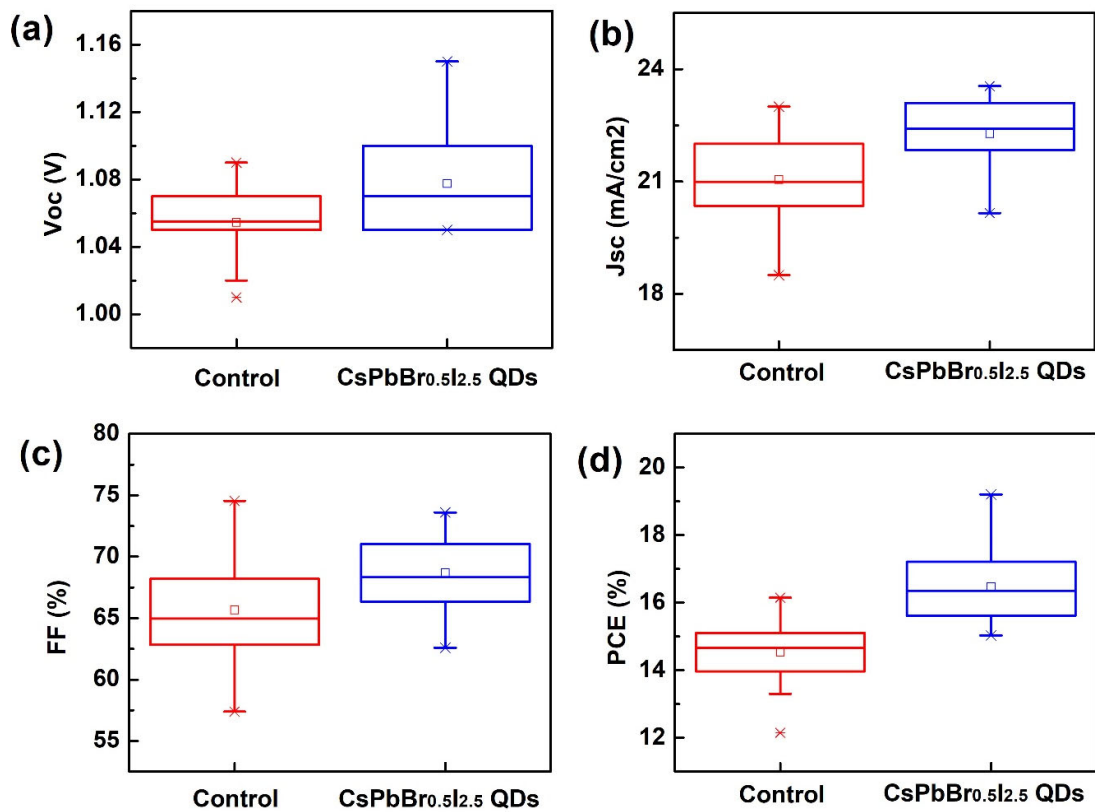 (a)
Voc (V)
1.16
1.12
1.08
1.04
1.00
Control
CsPbBr0.5I2.5 QDs
(b)
Jsc (mA/cm2)
24
21
18
Control
CsPbBr0.5I2.5 QDs
(c)
FF (%)
80
75
70
65
60
55
Control
CsPbBr0.5I2.5 QDs
(d)
PCE (%)
20
18
16
14
12
Control
CsPbBr0.5I2.5 QDs